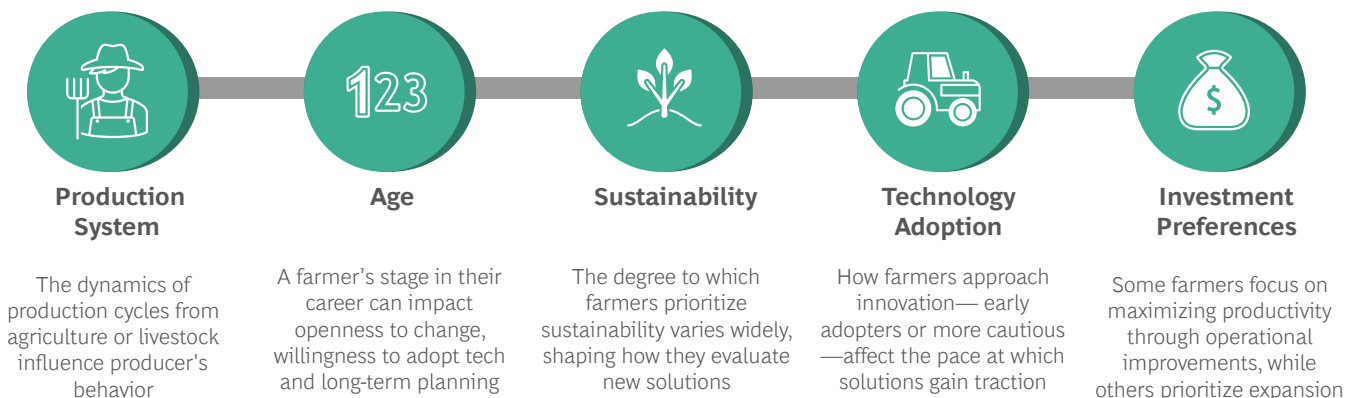 123
$
Production
System
The dynamics of
production cycles from
agriculture or livestock
influence producer's
behavior
Age
A farmer’s stage in their
career can impact
openness to change,
willingness to adopt tech
and long-term planning
Sustainability
The degree to which
farmers prioritize
sustainability varies widely,
shaping how they evaluate
new solutions
Technology
Adoption
How farmers approach
innovation— early
adopters or more cautious
—affect the pace at which
solutions gain traction
Investment
Preferences
Some farmers focus on
maximizing productivity
through operational
improvements, while
others prioritize expansion